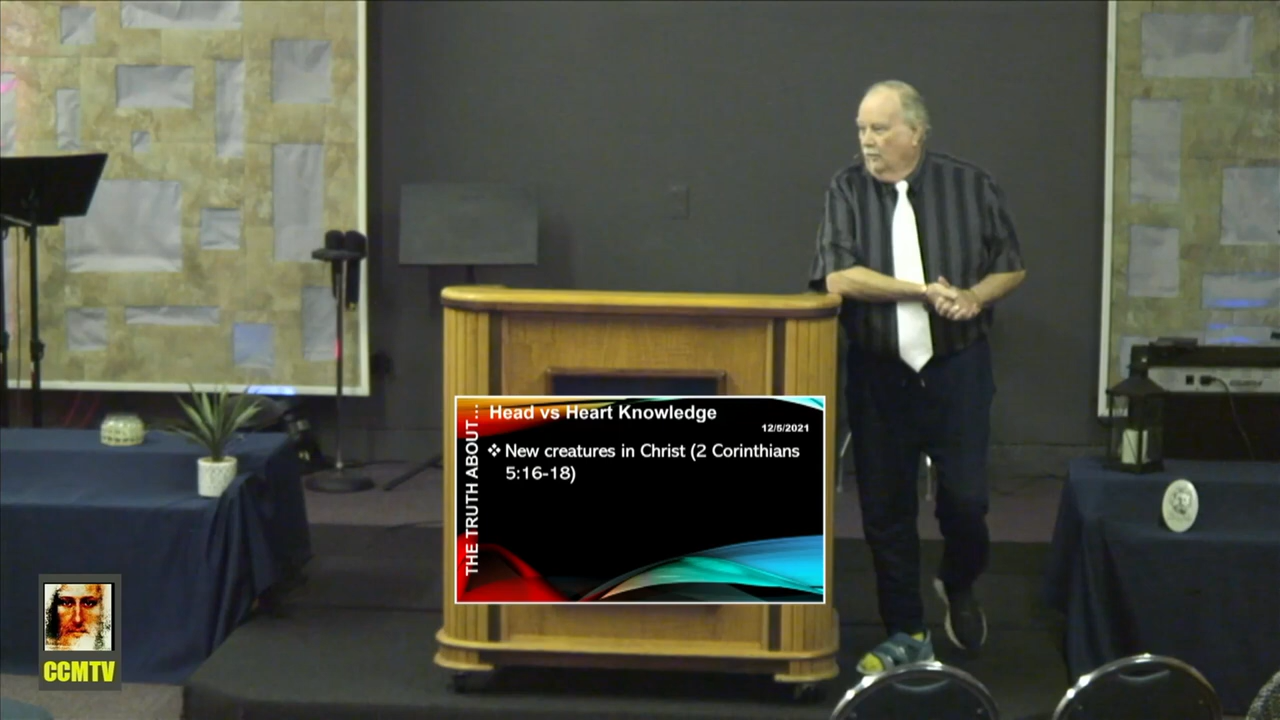 THE TRUTH ABOUT...
Head vs Heart Knowledge
12/5/2021
❖ New creatures in Christ (2 Corinthians
5:16-18)
CCMTV